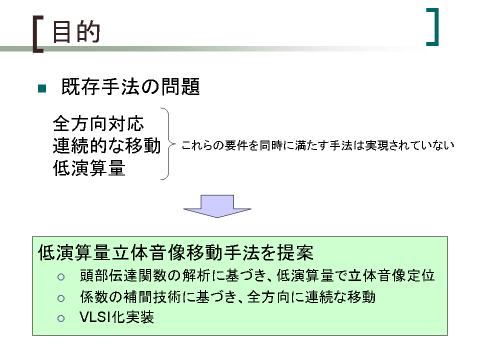 目的
既存手法の問題
全方向対応
連続的な移動
低演算量
これらの要件を同時に満たす手法は実現されていない
低演算量立体音像移動手法を提案
頭部伝達関数の解析に基づき、低演算量で立体音像定位
係数の補間技術に基づき、全方向に連続な移動
VLSI化実装